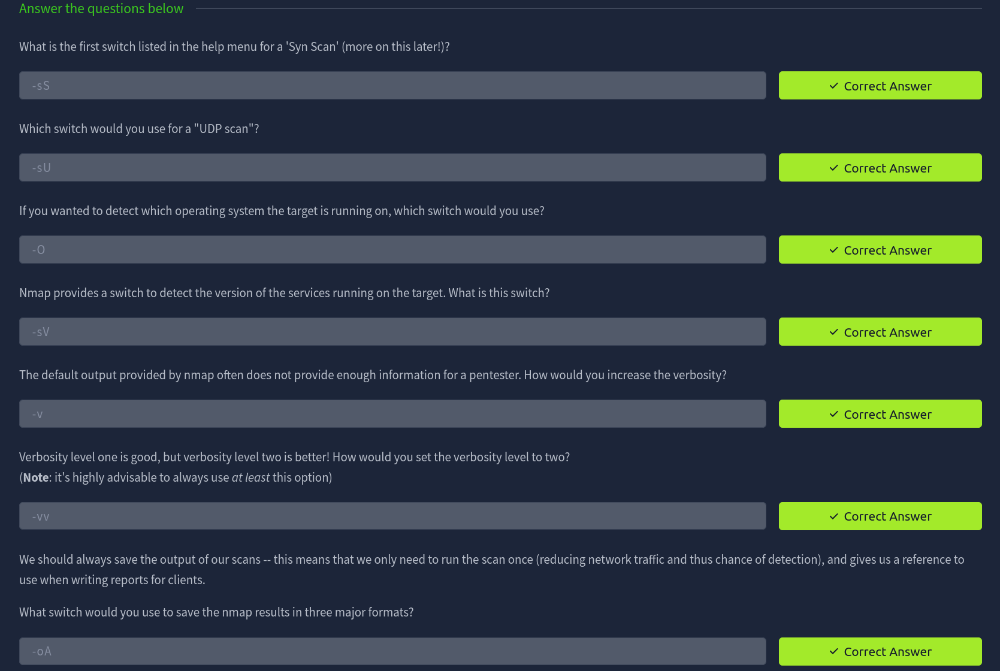 Answer the questions below
What is the first switch listed in the help menu for a 'Syn Scan' (more on this later!)?
-sS
Correct Answer
Which switch would you use for a "UDP scan"?
-sU
Correct Answer
If you wanted to detect which operating system the target is running on, which switch would you use?
-O
Correct Answer
Nmap provides a switch to detect the version of the services running on the target. What is this switch?
-sV
Correct Answer
The default output provided by nmap often does not provide enough information for a pentester. How would you increase the verbosity?
-v
Correct Answer
Verbosity level one is good, but verbosity level two is better! How would you set the verbosity level to two?
(Note: it's highly advisable to always use at least this option)
-vv
Correct Answer
We should always save the output of our scans -- this means that we only need to run the scan once (reducing network traffic and thus chance of detection), and gives us a reference to
use when writing reports for clients.
What switch would you use to save the nmap results in three major formats?
-oA
Correct Answer